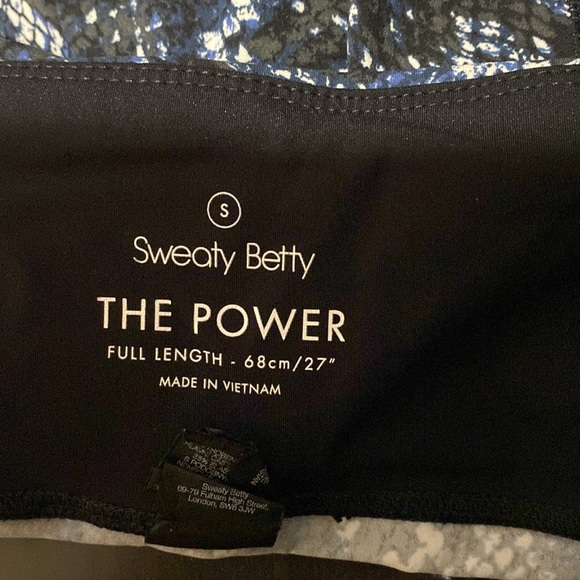 S
Sweaty Betty
THE POWER
FULL LENGTH - 68cm/27"
MADE IN VIETNAM
Sweaty Betty
69-79 Fulham High Street,
London, SW6 3JW